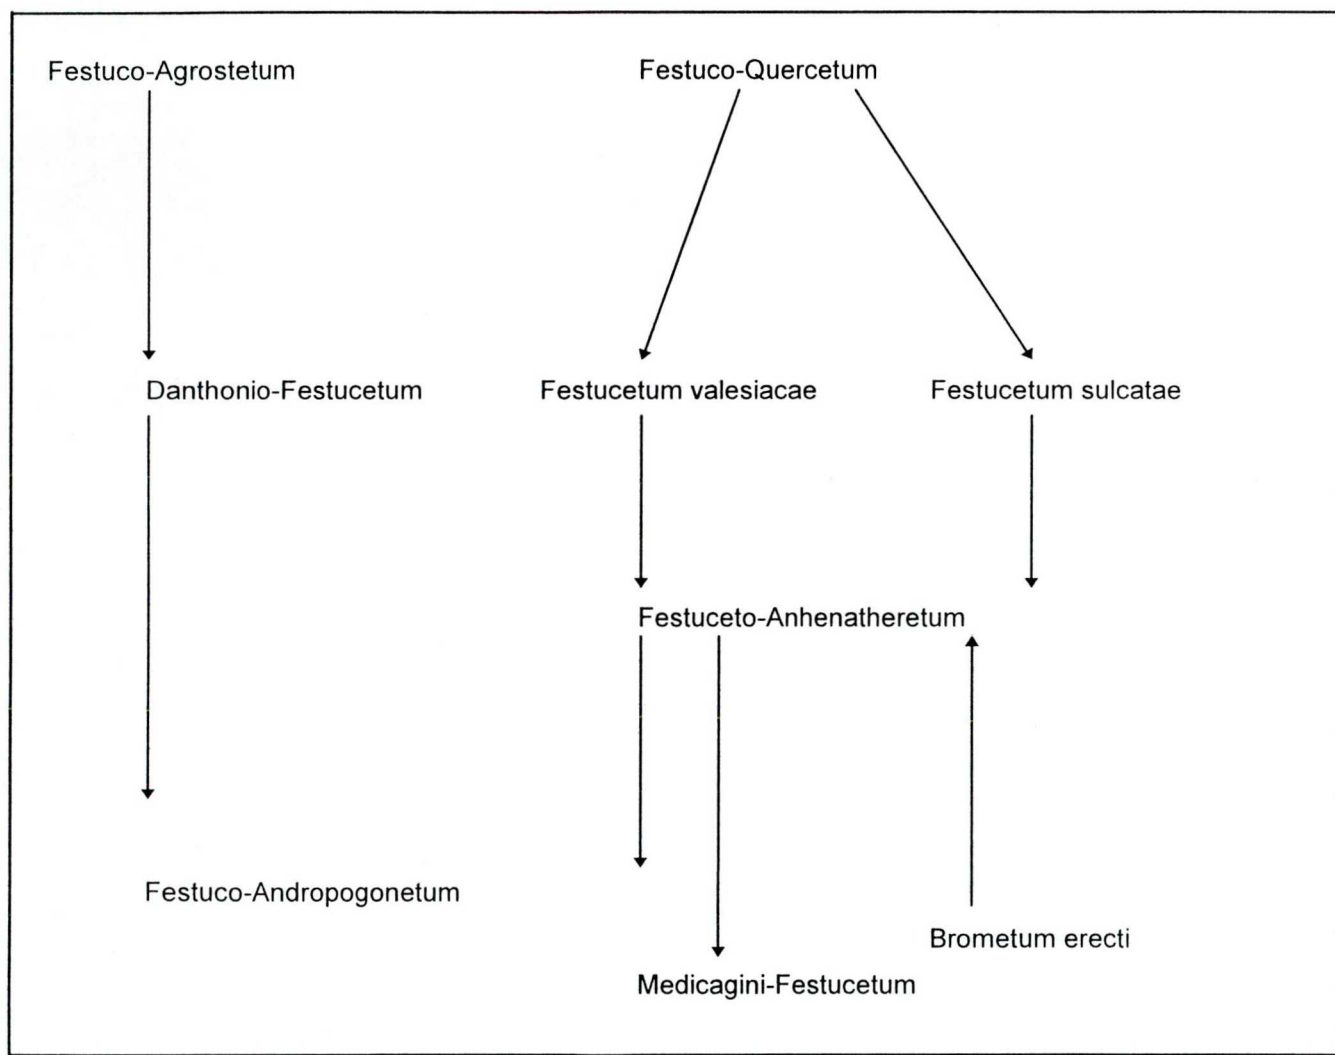 Festuco-Agrostetum
Festuco-Quercetum
Danthonio-Festucetum
Festucetum valesiacae
Festucetum sulcatae
Festuceto-Anhenatheretum
Festuco-Andropogonetum
Brometum erecti
Medicagini-Festucetum